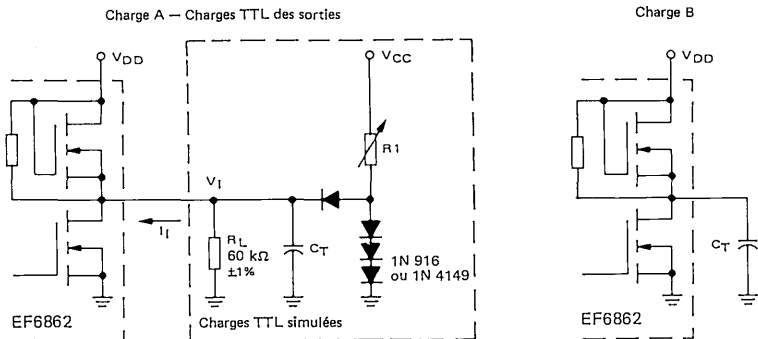 Charge A — Charges TTL des sorties
Charge B
VDD
VCC
VDD
R1
VI
II
RL
60 kΩ
±1%
CT
1N 916
ou 1N 4149
CT
EF6862
Charges TTL simulées
EF6862